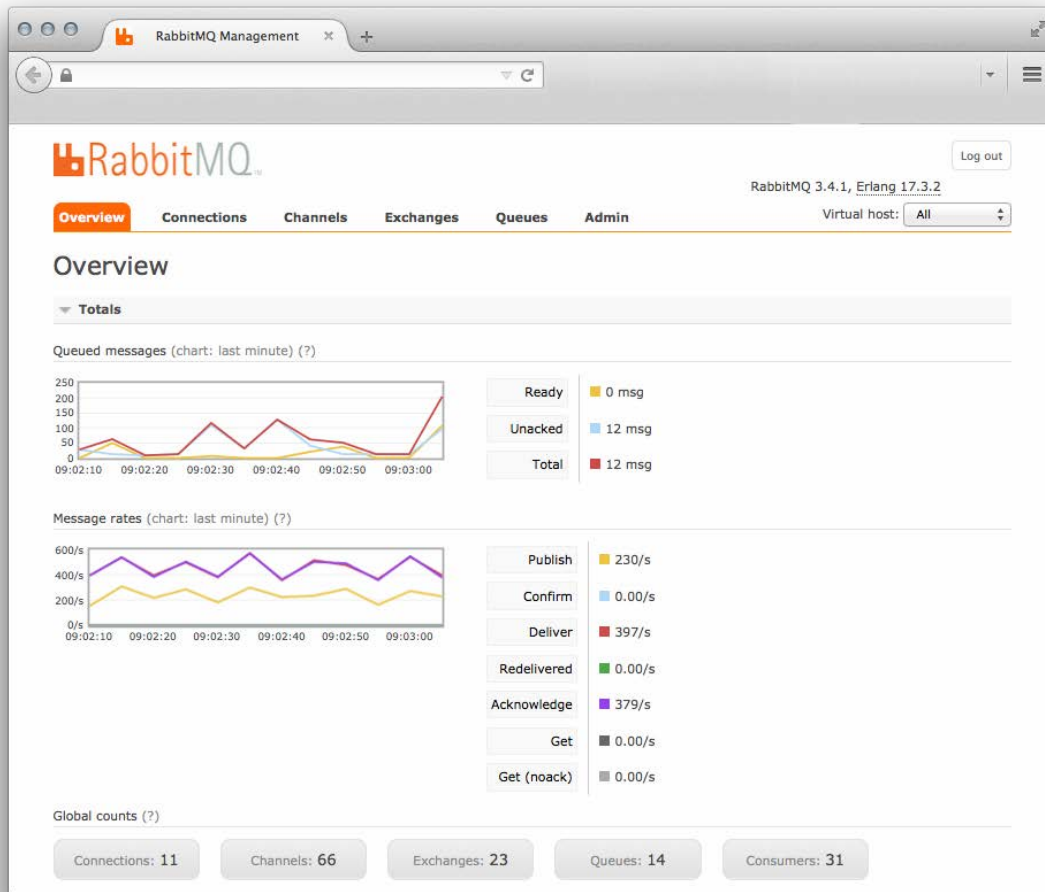 RabbitMQ Management
RabbitMQ™
Log out
RabbitMQ 3.4.1, Erlang 17.3.2
Overview Connections Channels Exchanges Queues Admin Virtual host: All
Overview
Totals
Queued messages (chart: last minute) (?)
250
200
150
100
50
0
09:02:10 09:02:20 09:02:30 09:02:40 09:02:50 09:03:00
Ready 0 msg
Unacked 12 msg
Total 12 msg
Message rates (chart: last minute) (?)
600/s
400/s
200/s
0/s
09:02:10 09:02:20 09:02:30 09:02:40 09:02:50 09:03:00
Publish 230/s
Confirm 0.00/s
Deliver 397/s
Redelivered 0.00/s
Acknowledge 379/s
Get 0.00/s
Get (noack) 0.00/s
Global counts (?)
Connections: 11 Channels: 66 Exchanges: 23 Queues: 14 Consumers: 31